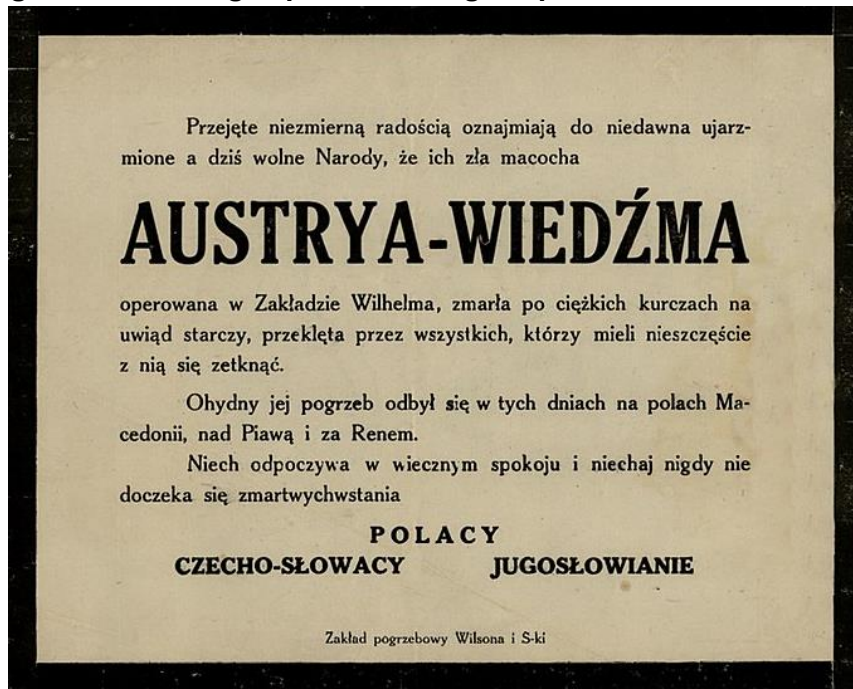 Przejęte niezmierną radością oznajmiają do niedawna ujarz-
mione a dziś wolne Narody, że ich zła macocha
AUSTRYA-WIEDŹMA
operowana w Zakładzie Wilhelma, zmarła po ciężkich kurczach na
uwiąd starczy, przeklęta przez wszystkich, którzy mieli nieszczęście
z nią się zetknąć.
Ohydny jej pogrzeb odbył się w tych dniach na polach Ma-
cedonii, nad Piawą i za Renem.
Niech odpoczywa w wiecznym spokoju i niechaj nigdy nie
doczeka się zmartwychwstania
POLACY
CZECHO-SŁOWACY JUGOSŁOWIANIE
Zakład pogrzebowy Wilsona i S-ki